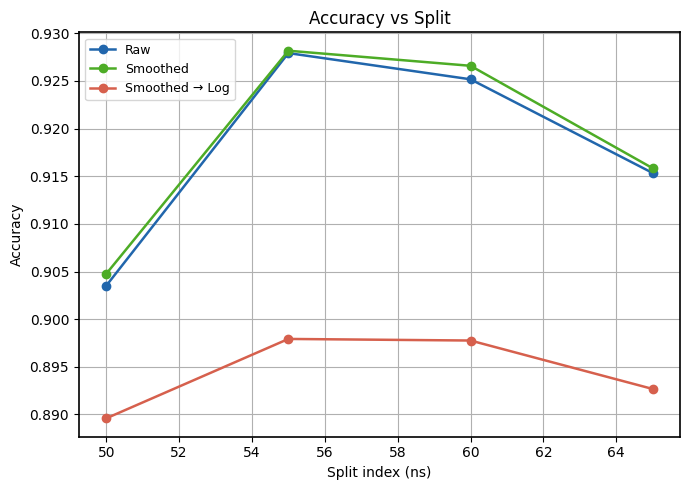 Accuracy vs Split
Raw
Smoothed
Smoothed → Log
Accuracy
0.930
0.925
0.920
0.915
0.910
0.905
0.900
0.895
0.890
50 52 54 56 58 60 62 64
Split index (ns)